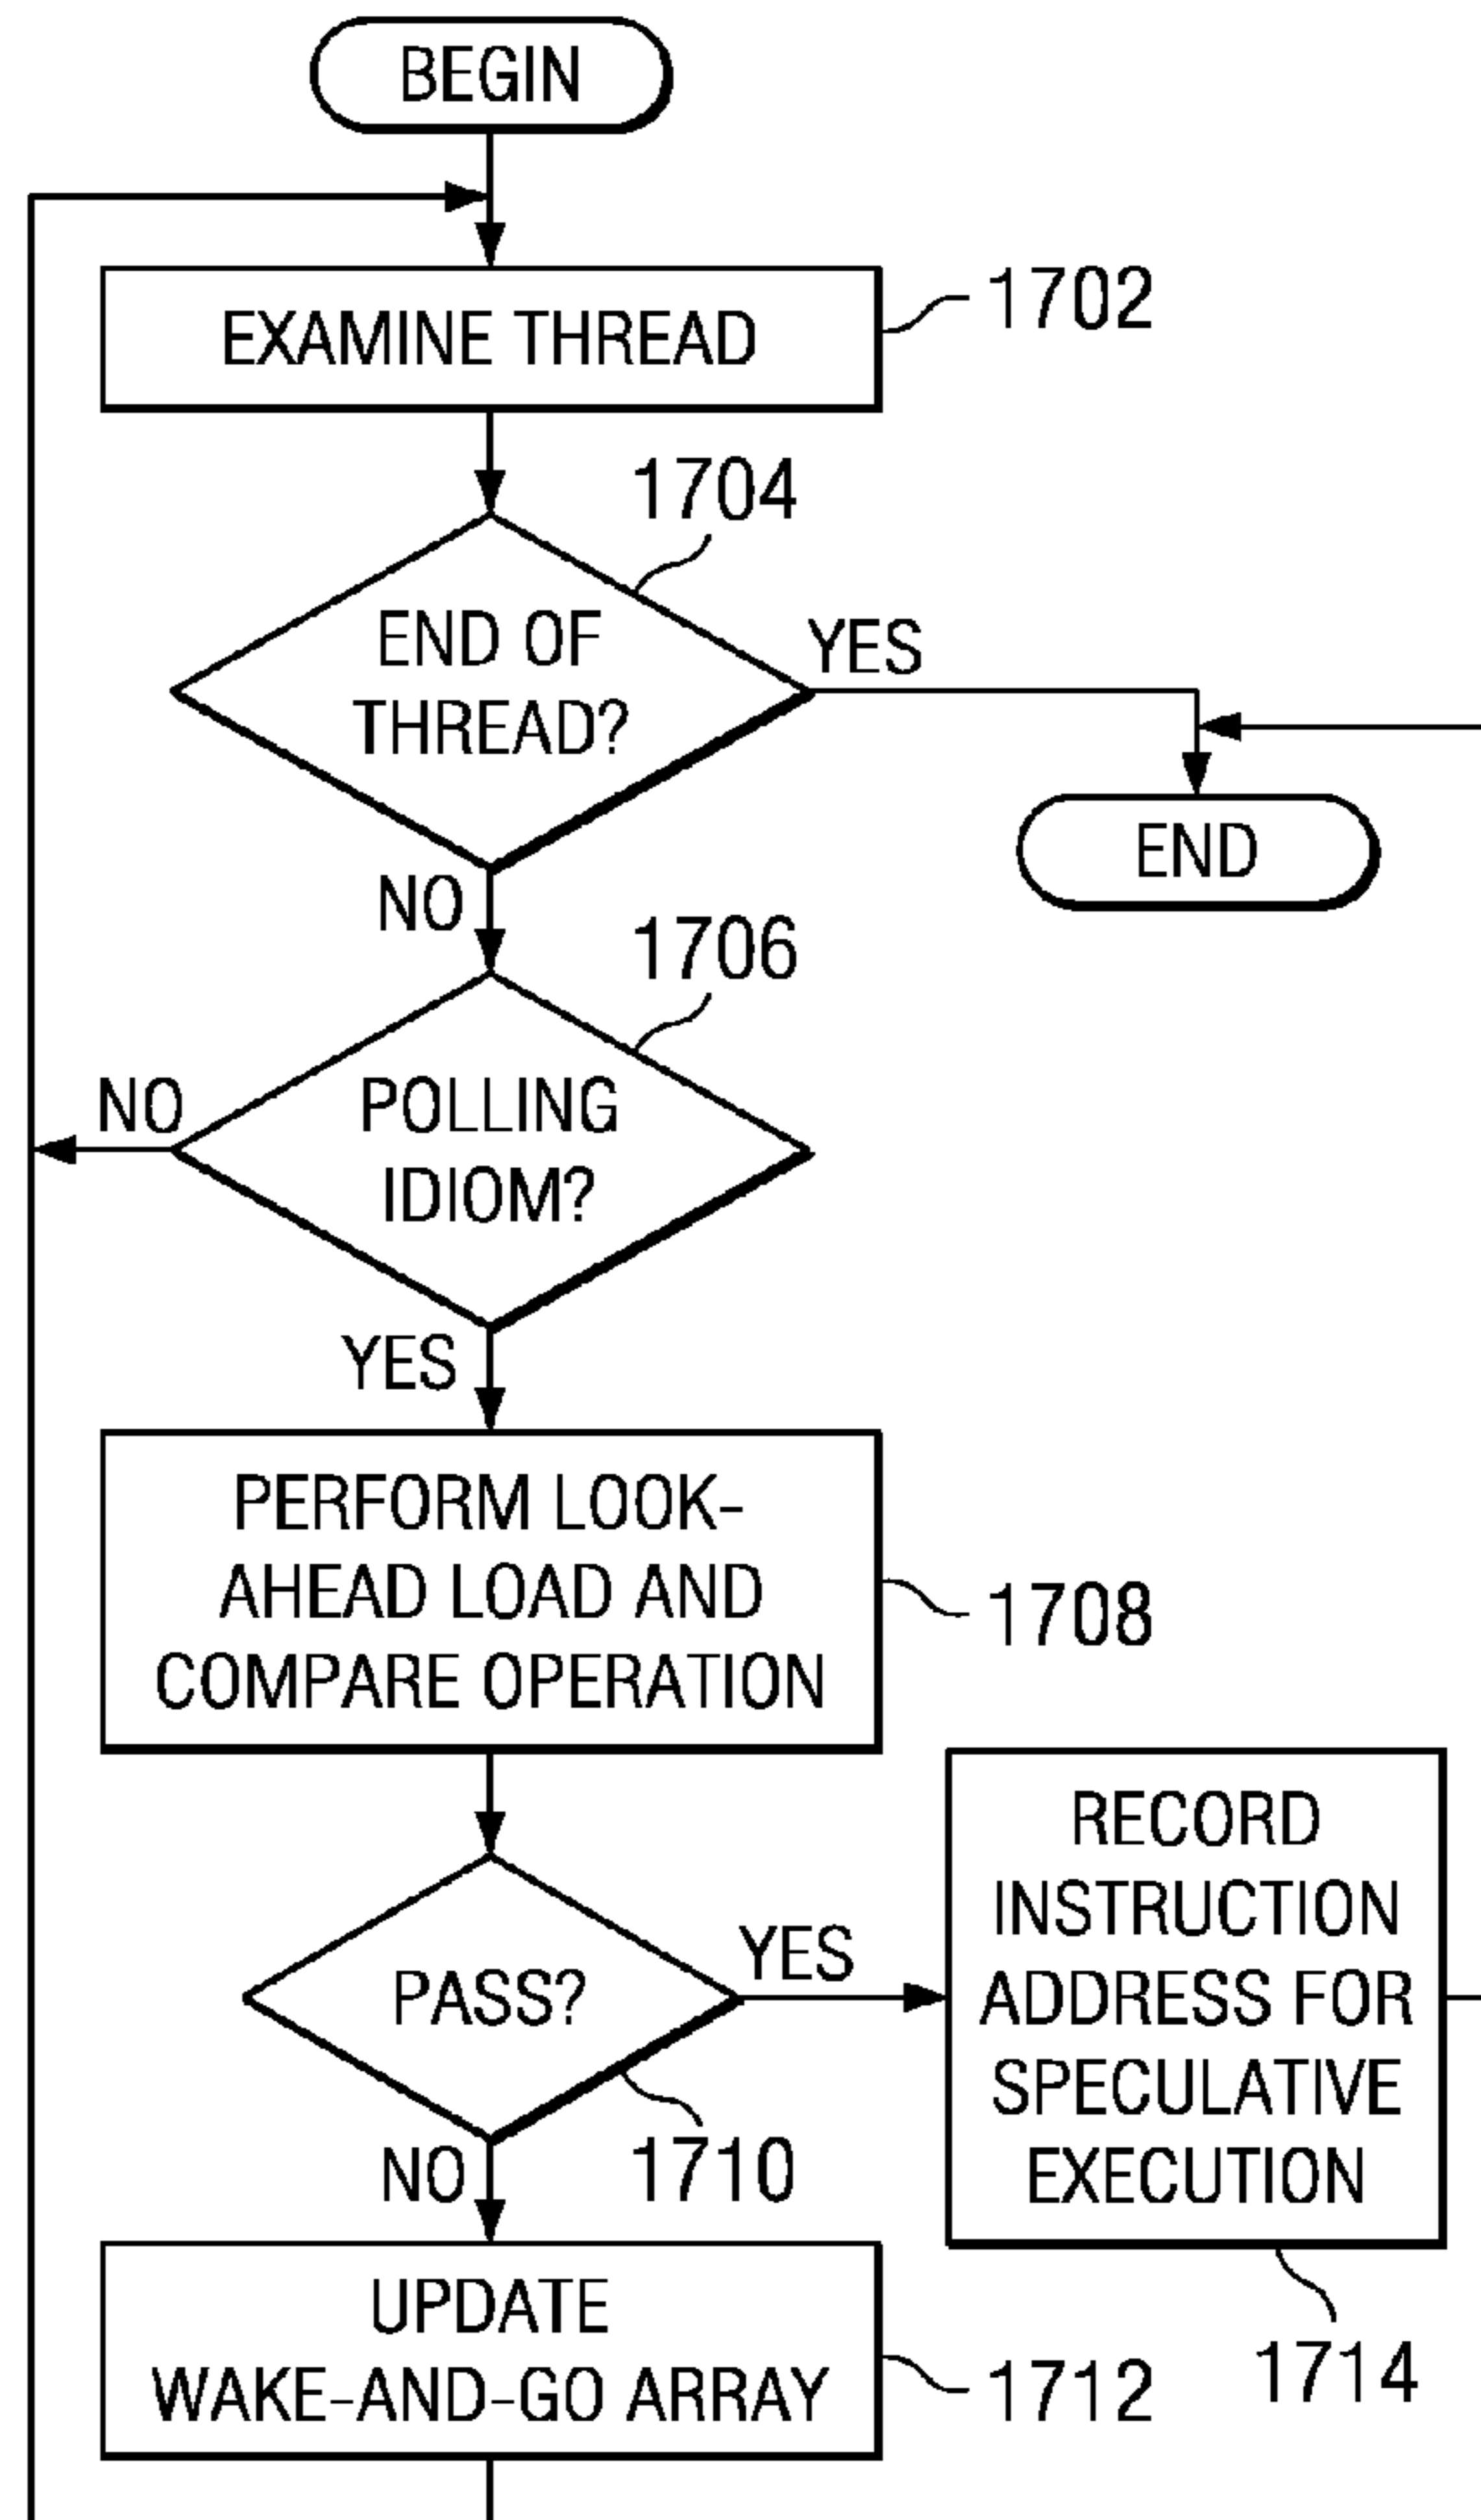 BEGIN
EXAMINE THREAD
1702
1704
END OF
THREAD?
YES
END
NO
1706
NO
POLLING
IDIOM?
YES
PERFORM LOOK-
AHEAD LOAD AND
COMPARE OPERATION
1708
PASS?
YES
1710
NO
RECORD
INSTRUCTION
ADDRESS FOR
SPECULATIVE
EXECUTION
1714
UPDATE
WAKE-AND-GO ARRAY
1712